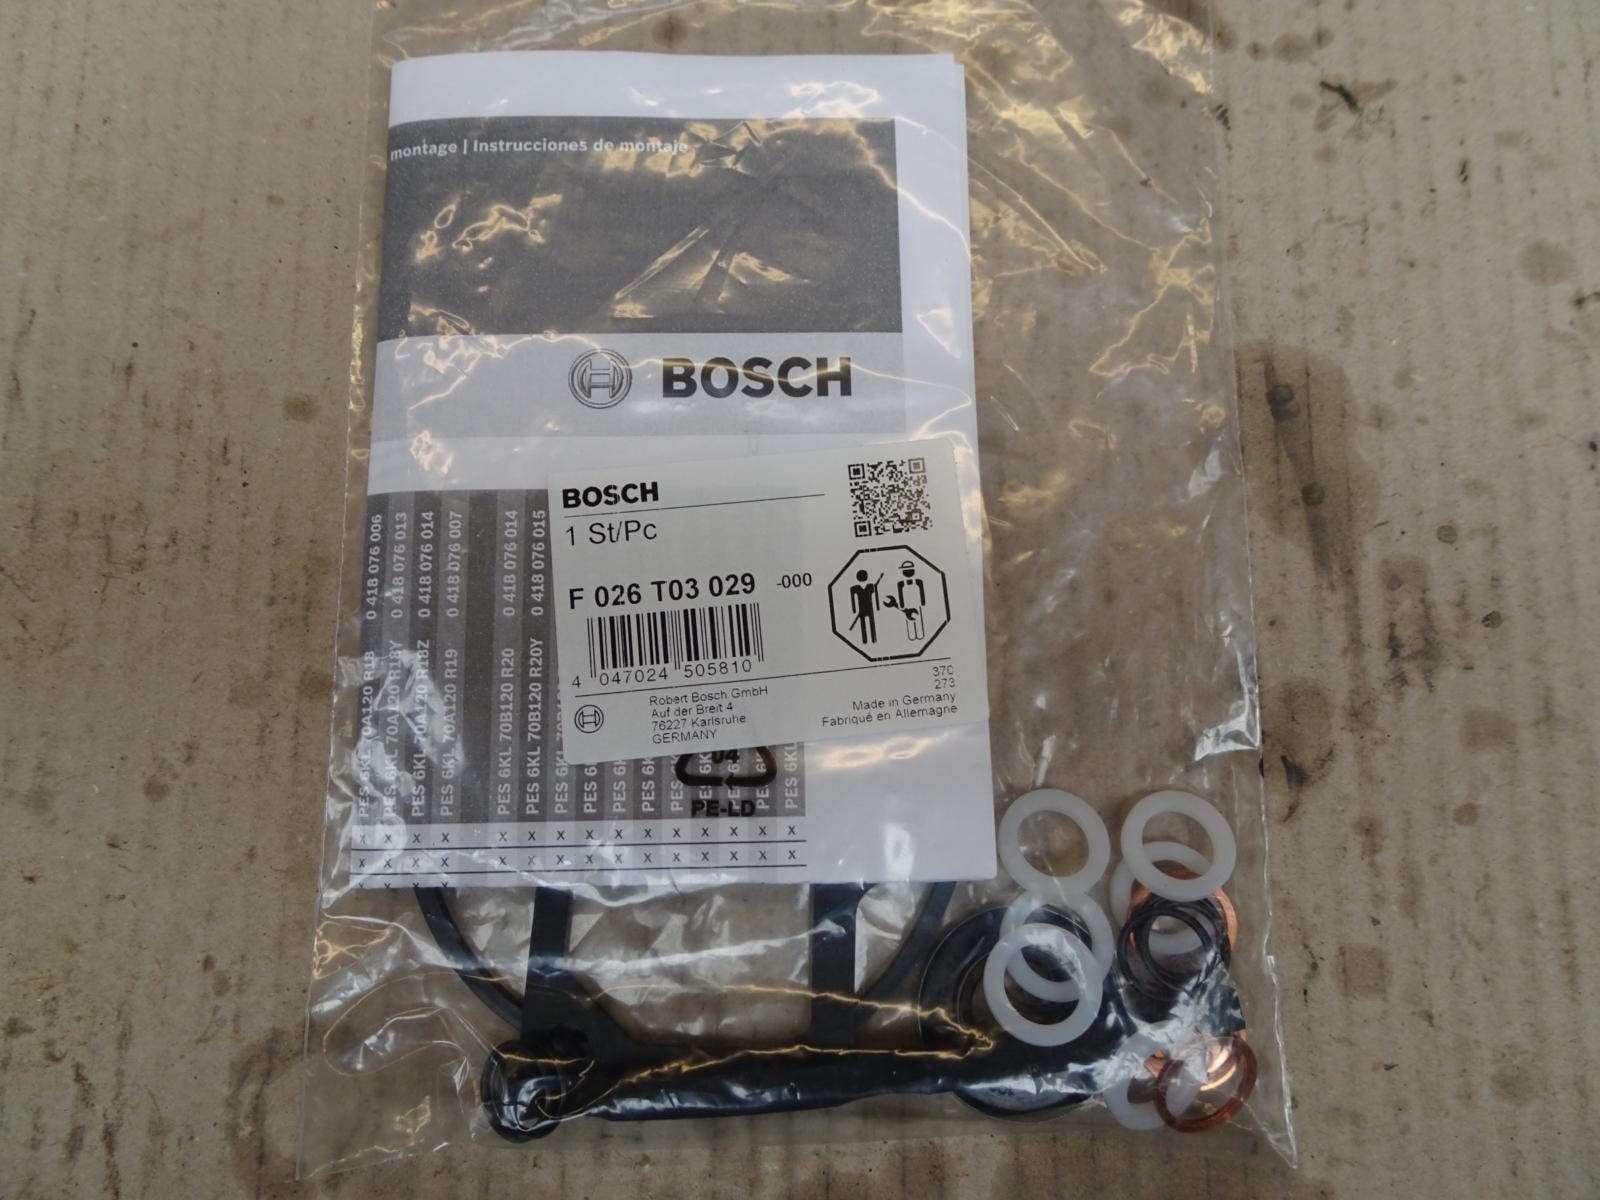 montage | Instrucciones de montaje
BOSCH
BOSCH
1 St/Pc
F 026 T03 029 -000
4 047024 505810
370
273
Robert Bosch GmbH
Auf der Breit 4
76227 Karlsruhe
GERMANY
Made in Germany
Fabriqué en Allemagne
PES 6KL 70A120 R18 0 418 076 006
PES 6KL 70A120 R18Y 0 418 076 013
PES 6KL 70A120 R18Z 0 418 076 014
PES 6KL 70A120 R19 0 418 076 007
PES 6KL 70B120 R20 0 418 076 014
PES 6KL 70B120 R20Y 0 418 076 015
04
PE-LD
x x x x x x x x x x x x x x x
x x x x x x x x x x x x x x x
x x x x